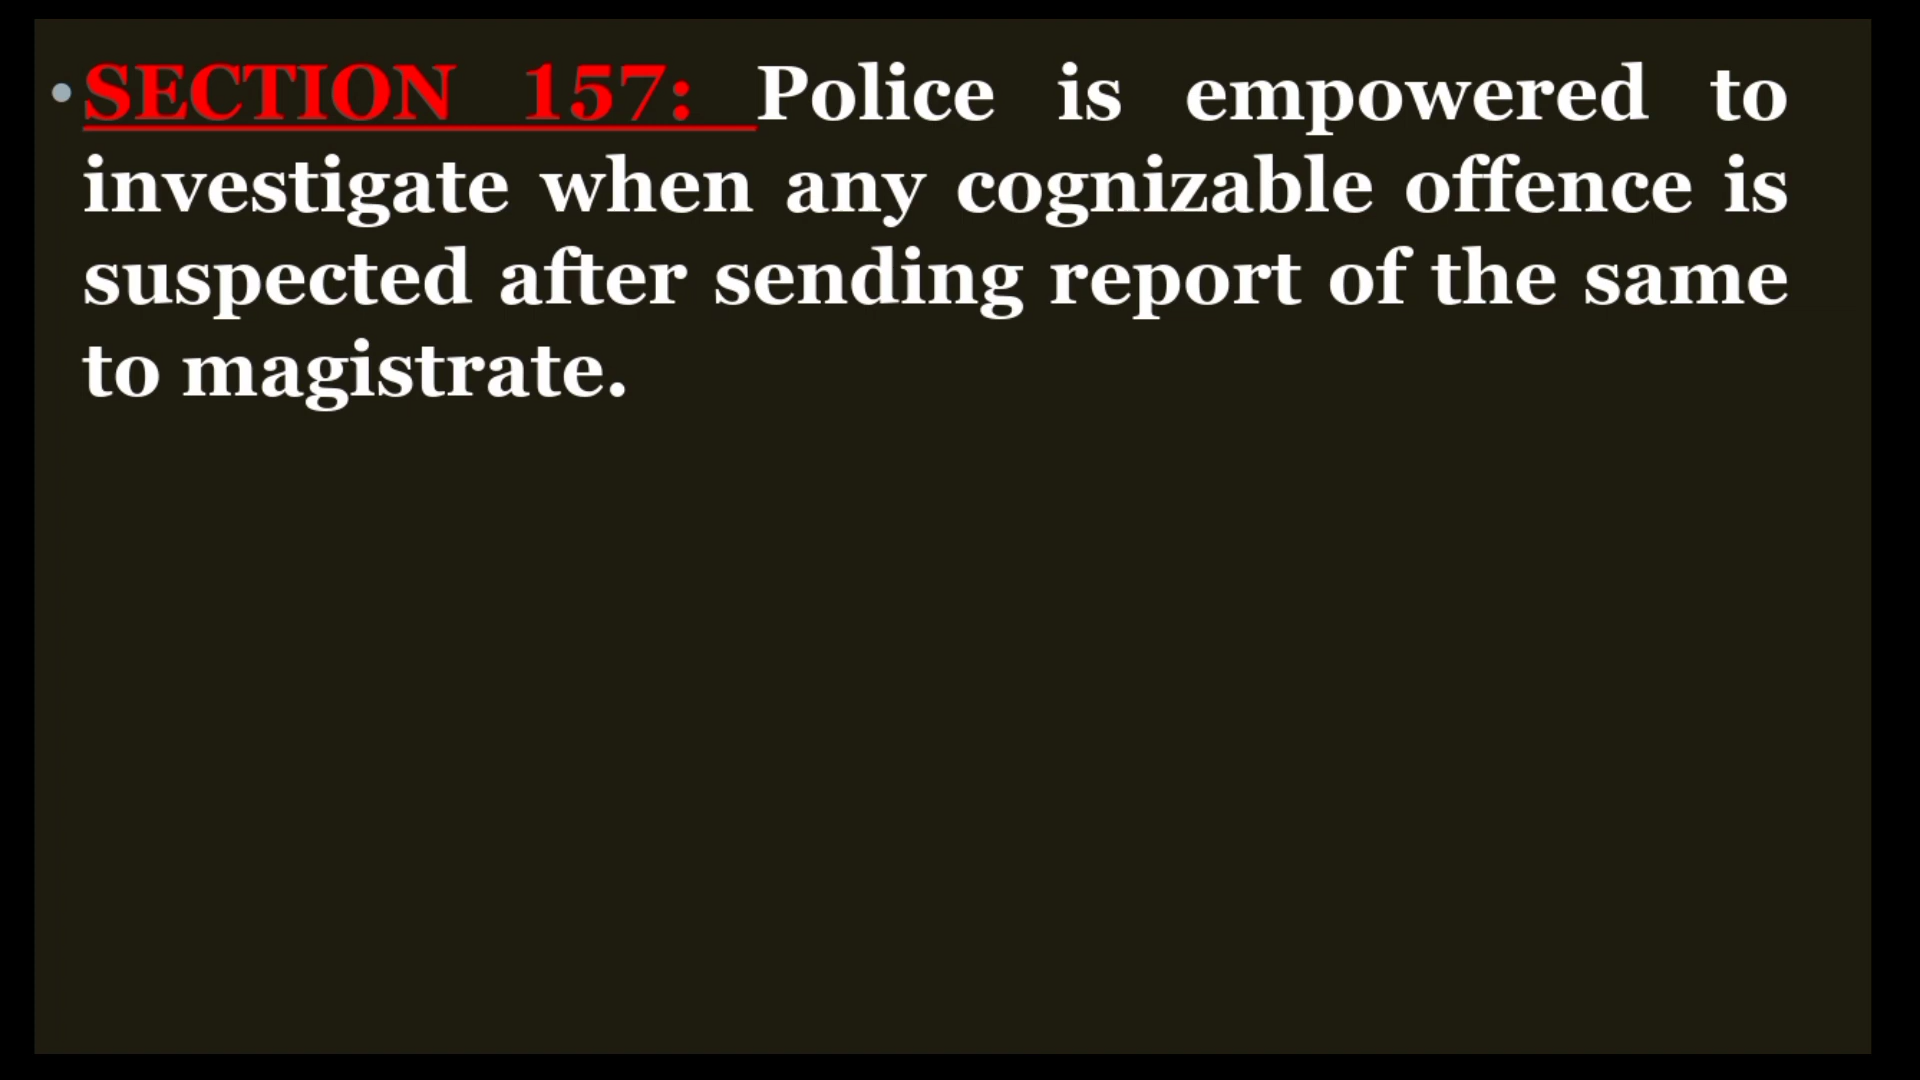 • SECTION 157: Police is empowered to
investigate when any cognizable offence is
suspected after sending report of the same
to magistrate.